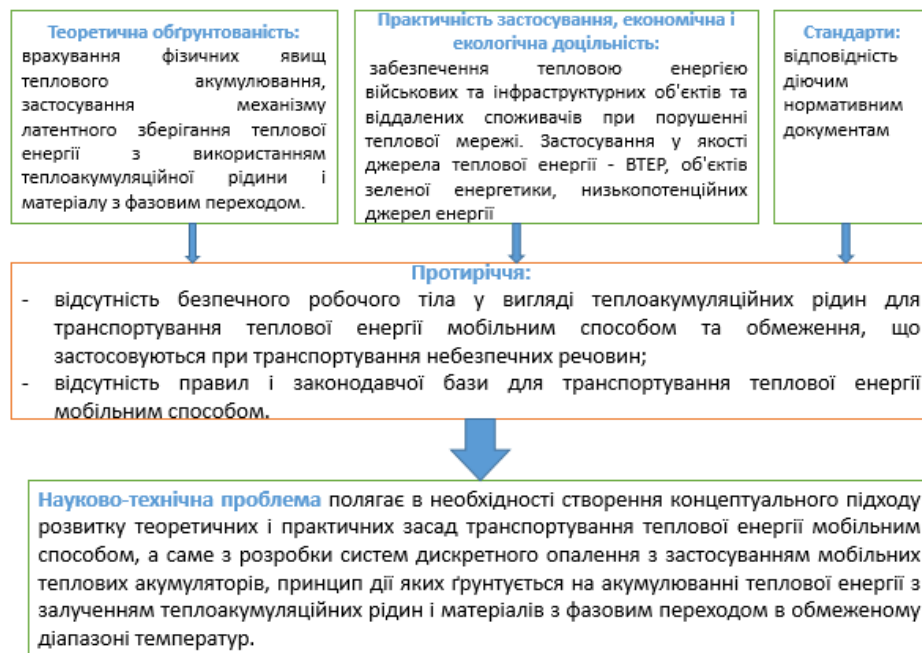 Теоретична обґрунтованість:
врахування фізичних явищ
теплового акумулювання,
застосування механізму
латентного зберігання теплової
енергії з використанням
теплоакумуляційної рідини і
матеріалу з фазовим переходом.
Практичність застосування, економічна і
екологічна доцільність:
забезпечення тепловою енергією
військових та інфраструктурних об'єктів та
віддалених споживачів при порушенні
теплової мережі. Застосування у якості
джерела теплової енергії - ВТЕР, об'єктів
зеленої енергетики, низькопотенційних
джерел енергії
Стандарти:
відповідність
діючим
нормативним
документам
Протиріччя:
- відсутність безпечного робочого тіла у вигляді теплоакумуляційних рідин для
транспортування теплової енергії мобільним способом та обмеження, що
застосовуються при транспортування небезпечних речовин;
- відсутність правил і законодавчої бази для транспортування теплової енергії
мобільним способом.
Науково-технічна проблема полягає в необхідності створення концептуального підходу
розвитку теоретичних і практичних засад транспортування теплової енергії мобільним
способом, а саме з розробки систем дискретного опалення з застосуванням мобільних
теплових акумуляторів, принцип дії яких ґрунтується на акумулюванні теплової енергії з
залученням теплоакумуляційних рідин і матеріалів з фазовим переходом в обмеженому
діапазоні температур.